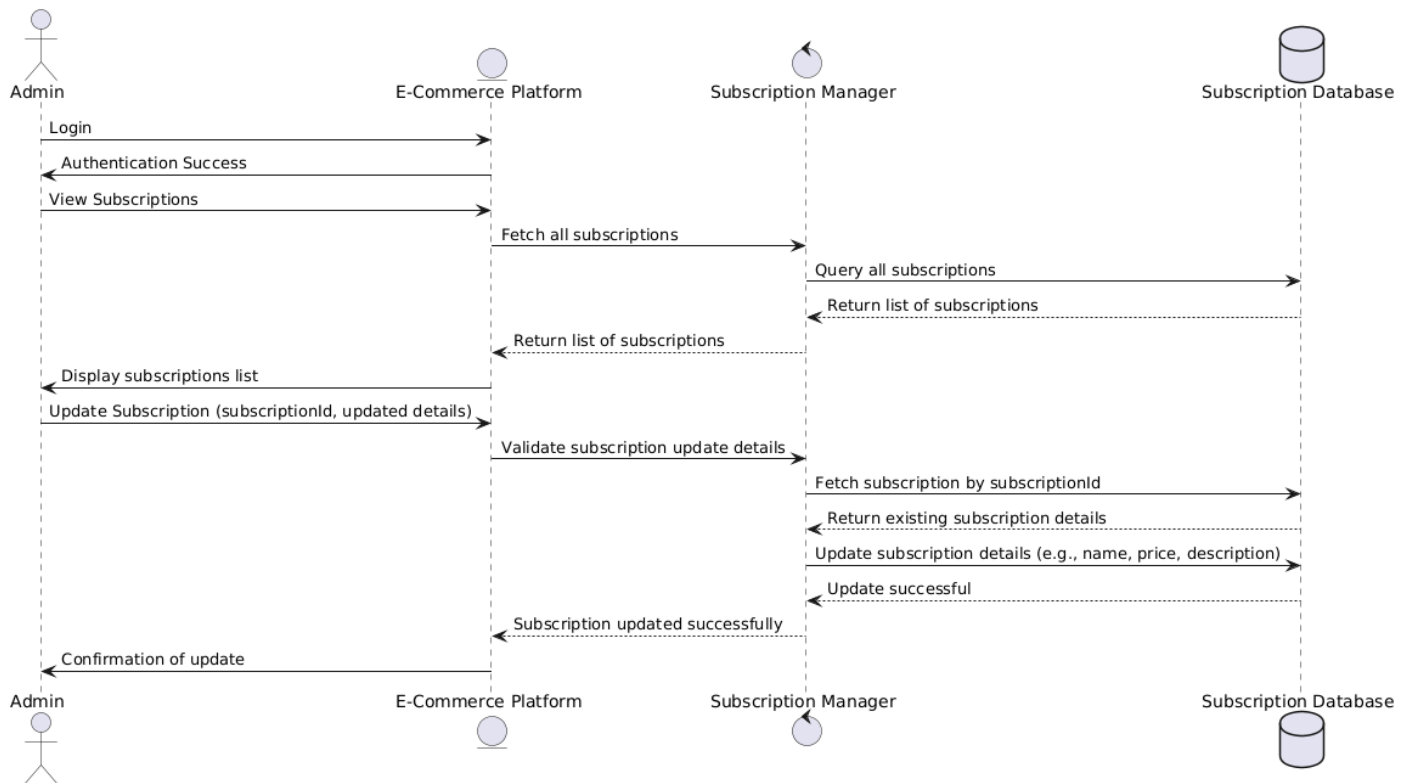 Admin
E-Commerce Platform
Subscription Manager
Subscription Database
Login
Authentication Success
View Subscriptions
Fetch all subscriptions
Query all subscriptions
Return list of subscriptions
Return list of subscriptions
Display subscriptions list
Update Subscription (subscriptionId, updated details)
Validate subscription update details
Fetch subscription by subscriptionId
Return existing subscription details
Update subscription details (e.g., name, price, description)
Update successful
Subscription updated successfully
Confirmation of update
Admin
E-Commerce Platform
Subscription Manager
Subscription Database